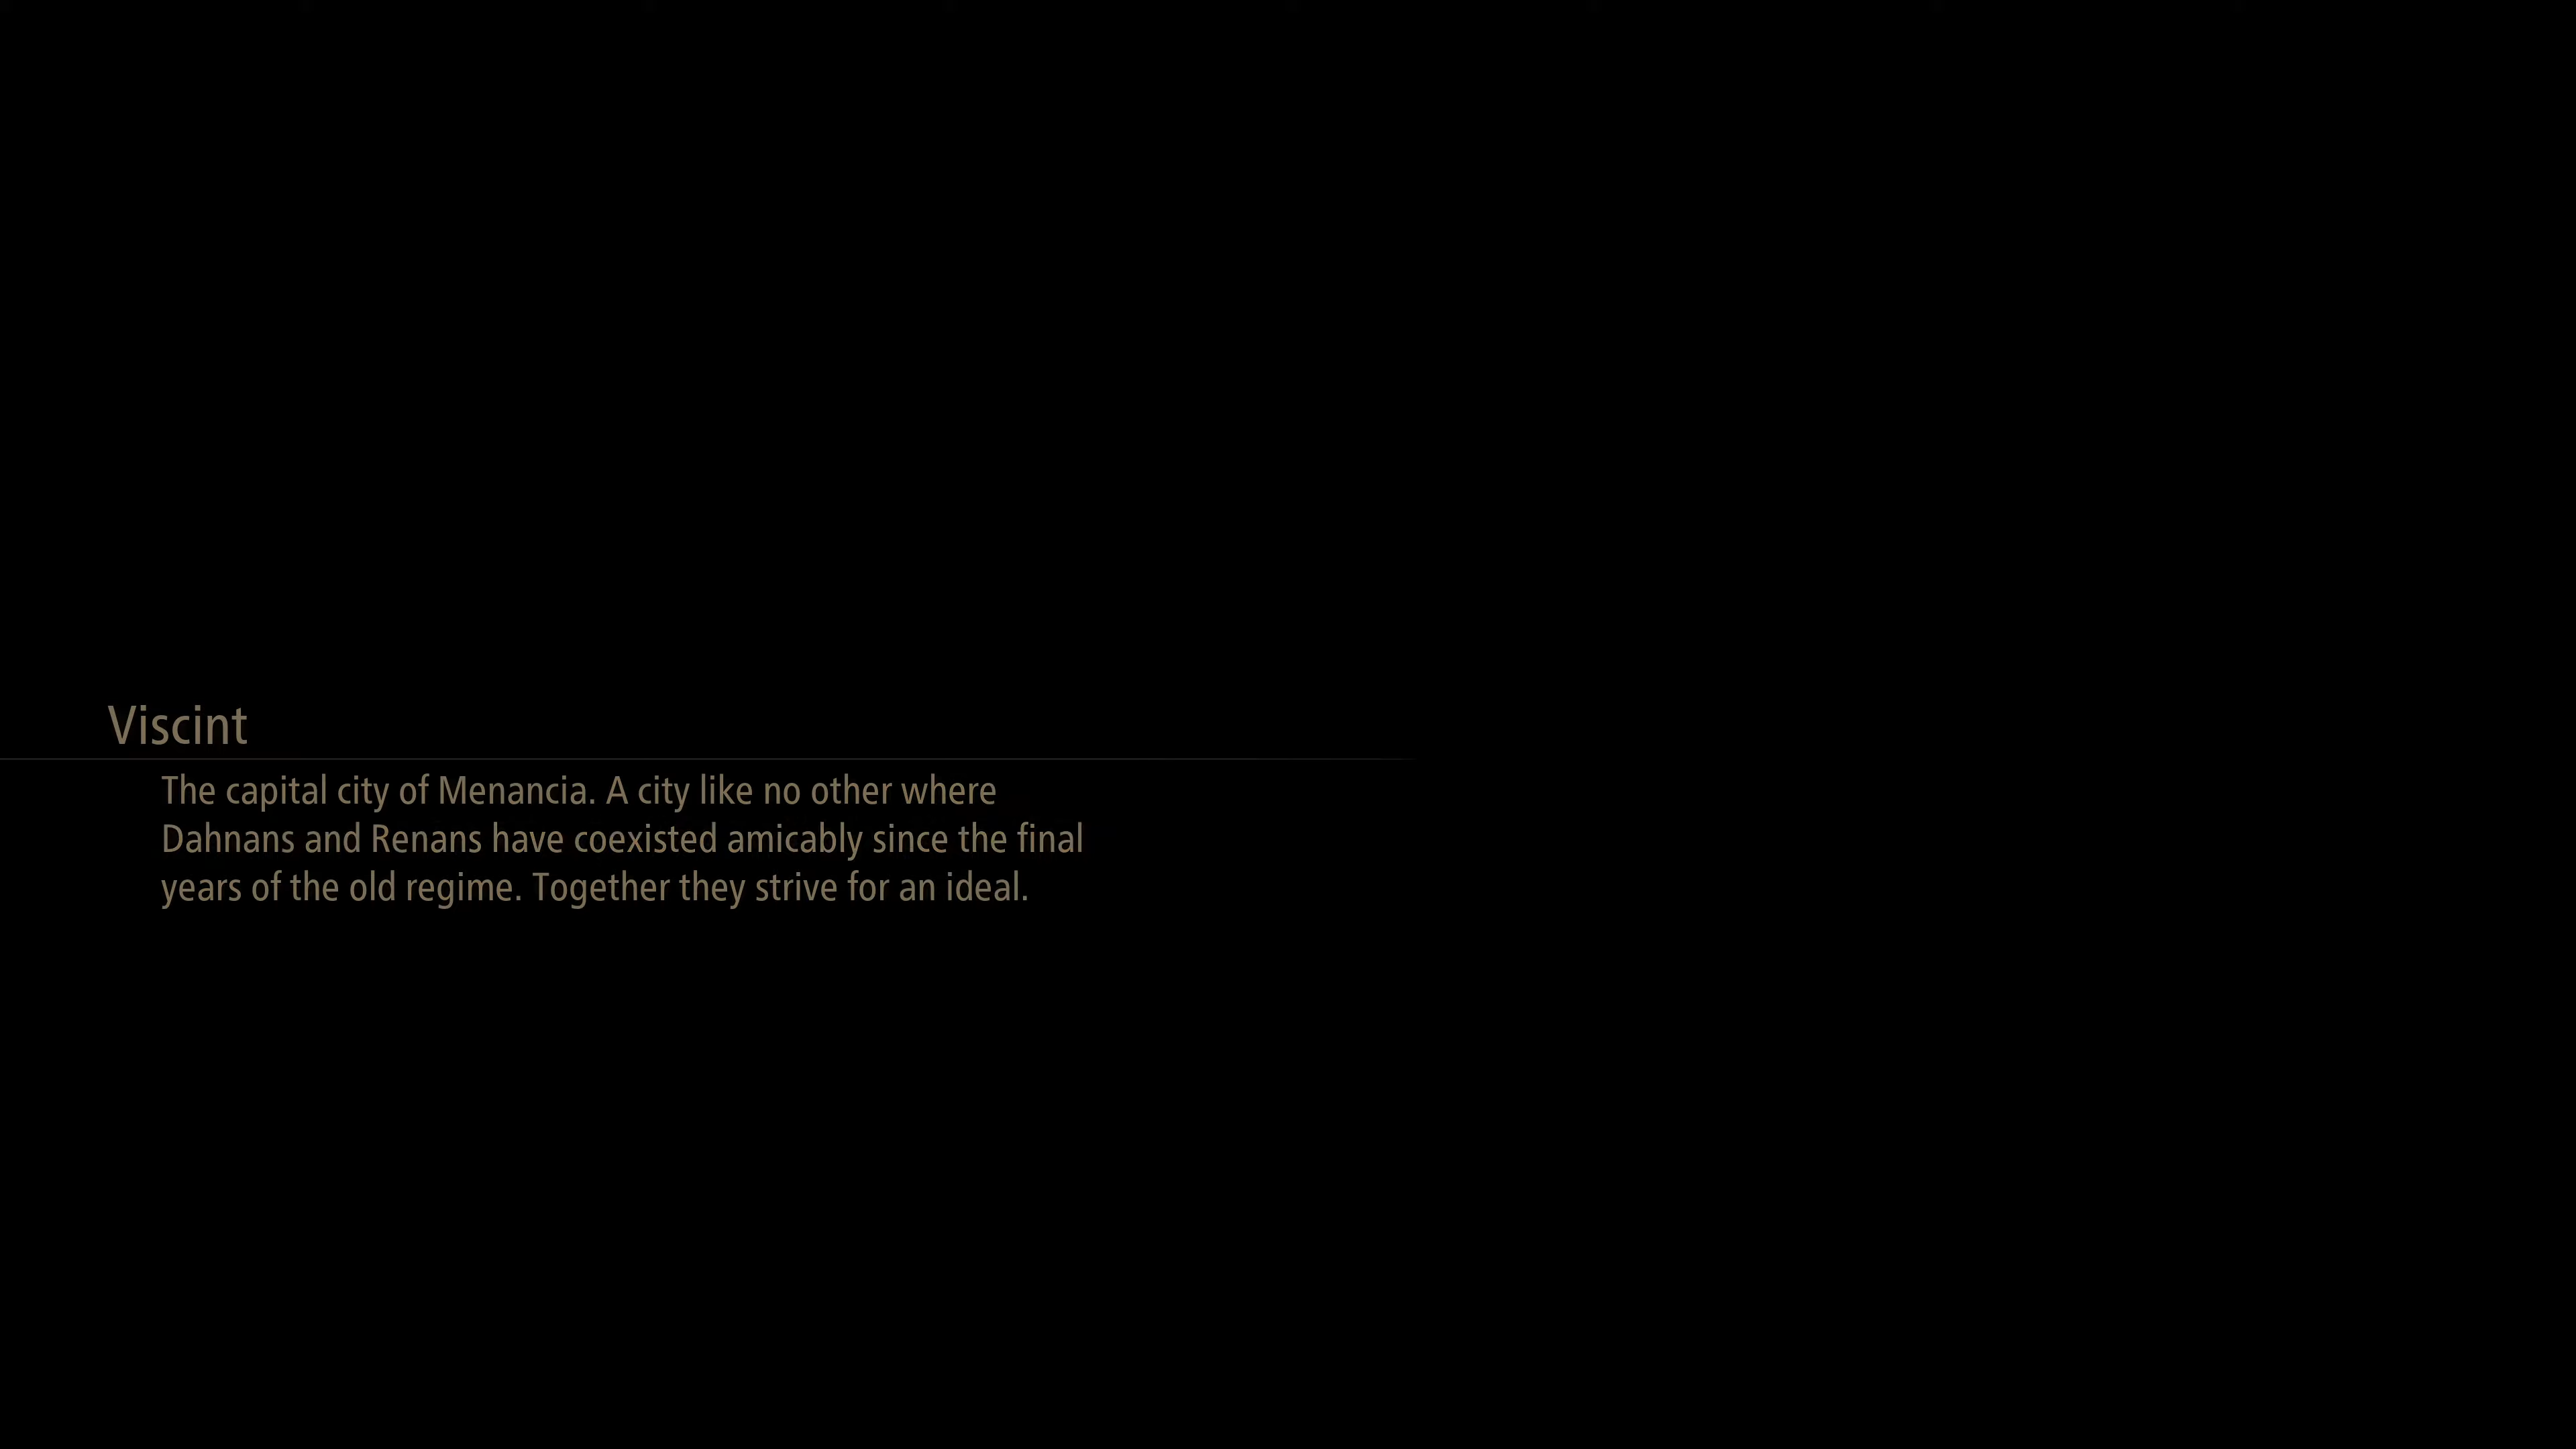 Viscint
The capital city of Menancia. A city like no other where
Dahnans and Renans have coexisted amicably since the final
years of the old regime. Together they strive for an ideal.